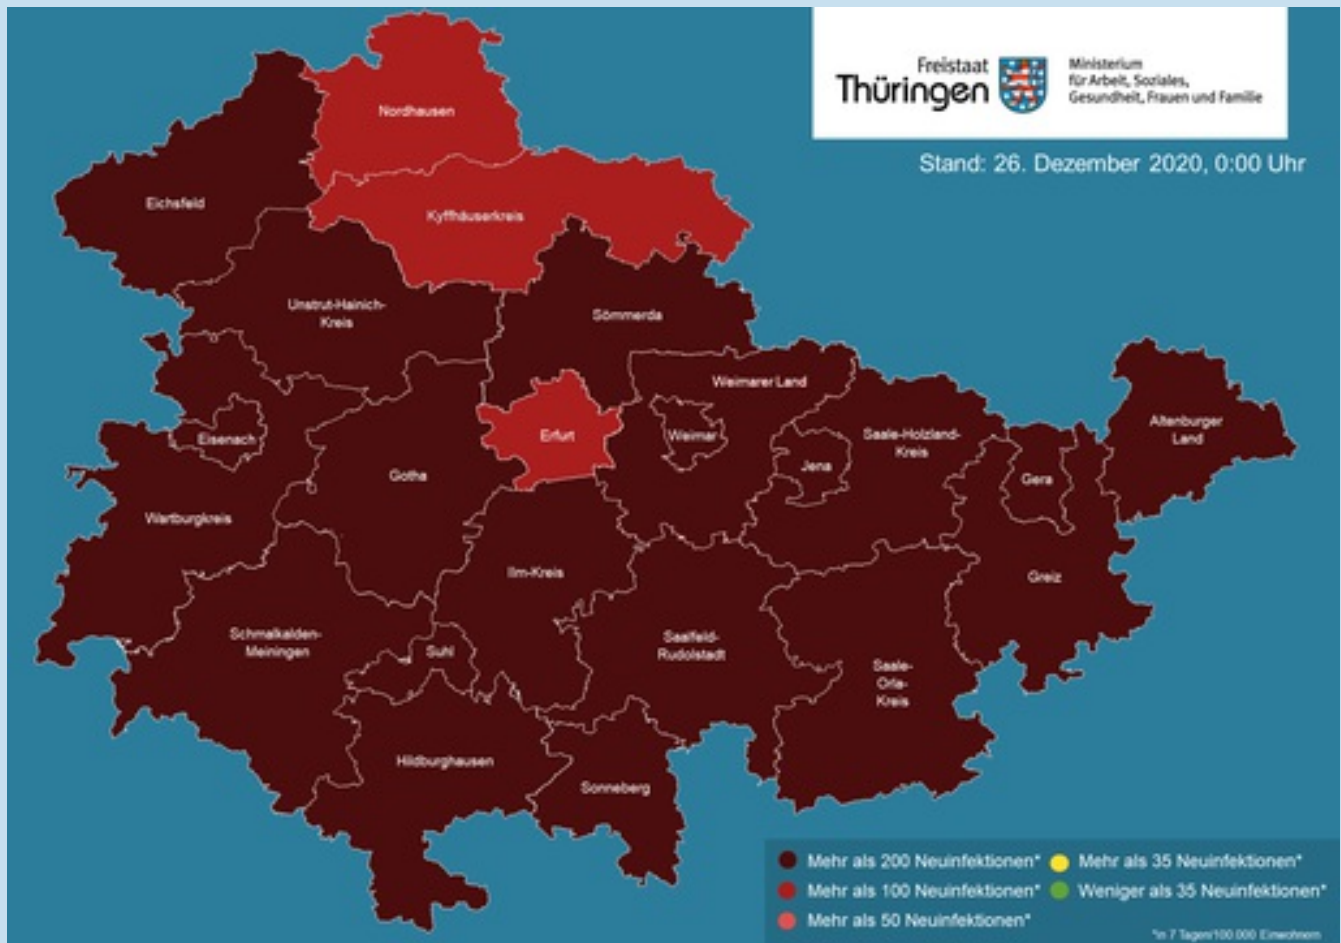 Freistaat
Thüringen
Ministerium
für Arbeit, Soziales,
Gesundheit, Frauen und Familie
Stand: 26. Dezember 2020, 0:00 Uhr
Nordhausen
Eichsfeld
Kyffhäuserkreis
Unstrut-Hainich-
Kreis
Sömmerda
Weimarer Land
Altenburger
Land
Eisenach
Erfurt
Weimar
Saale-Holzland-
Kreis
Jena
Gotha
Gera
Wartburgkreis
Ilm-Kreis
Greiz
Schmalkalden-
Meiningen
Suhl
Saalfeld-
Rudolstadt
Saale-
Orla-
Kreis
Hildburghausen
Sonneberg
Mehr als 200 Neuinfektionen*
Mehr als 100 Neuinfektionen*
Mehr als 50 Neuinfektionen*
Mehr als 35 Neuinfektionen*
Weniger als 35 Neuinfektionen*
*in 7 Tagen/100 000 Einwohnern